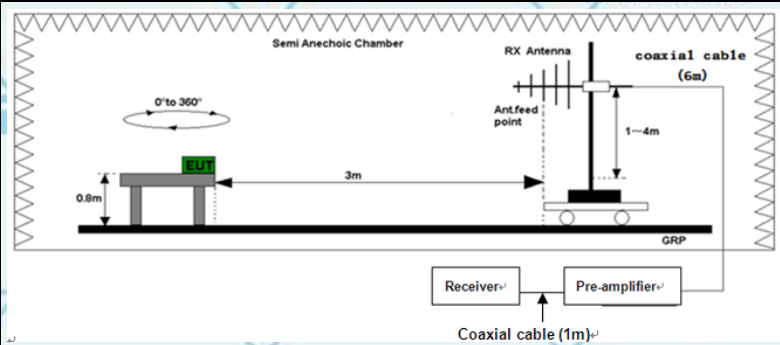 Semi Anechoic Chamber
RX Antenna
coaxial cable
(6m)
0°to 360°
Ant.feed
point
1~4m
EUT
3m
0.8m
GRP
Receiver↵
Pre-amplifier↵
Coaxial cable (1m)↵